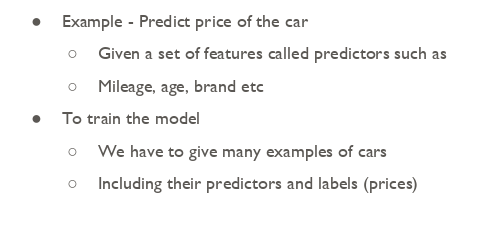 ● Example - Predict price of the car
○ Given a set of features called predictors such as
○ Mileage, age, brand etc
● To train the model
○ We have to give many examples of cars
○ Including their predictors and labels (prices)